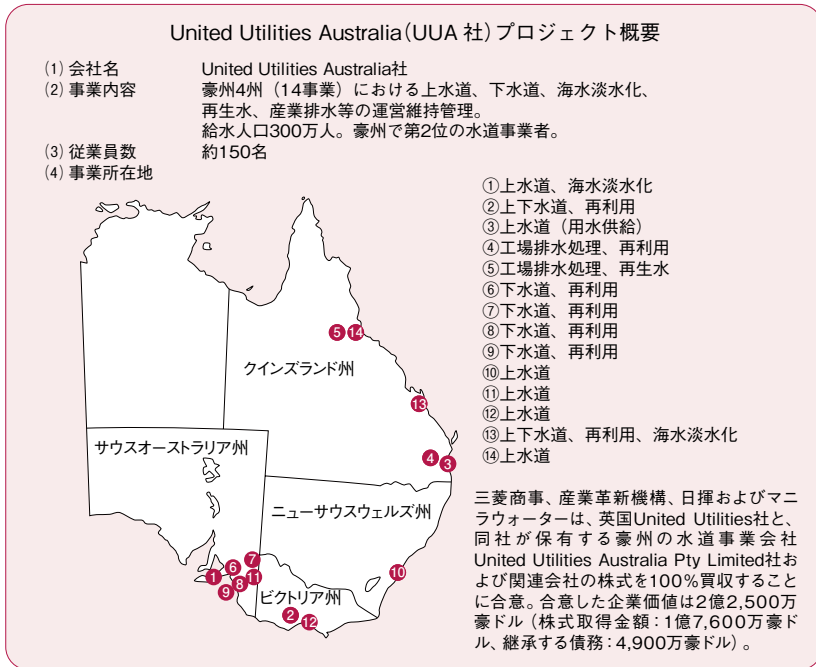 United Utilities Australia(UUA 社)プロジェクト概要
(1) 会社名 United Utilities Australia社
(2) 事業内容 豪州4州（14事業）における上水道、下水道、海水淡水化、
再生水、産業排水等の運営維持管理。
給水人口300万人。豪州で第2位の水道事業者。
(3) 従業員数 約150名
(4) 事業所在地
①上水道、海水淡水化
②上下水道、再利用
③上水道（用水供給）
④工場排水処理、再利用
⑤工場排水処理、再生水
⑥下水道、再利用
⑦下水道、再利用
⑧下水道、再利用
⑨下水道、再利用
⑩上水道
⑪上水道
⑫上水道
⑬上下水道、再利用、海水淡水化
⑭上水道
5 14
クインズランド州
13
サウスオーストラリア州
4 3
ニューサウスウェルズ州
7
6
1 8 11
9
10
ビクトリア州
2
12
三菱商事、産業革新機構、日揮およびマニ
ラウォーターは、英国United Utilities社と、
同社が保有する豪州の水道事業会社
United Utilities Australia Pty Limited社お
よび関連会社の株式を100％買収すること
に合意。合意した企業価値は2億2,500万
豪ドル（株式取得金額：1億7,600万豪ド
ル、継承する債務：4,900万豪ドル）。